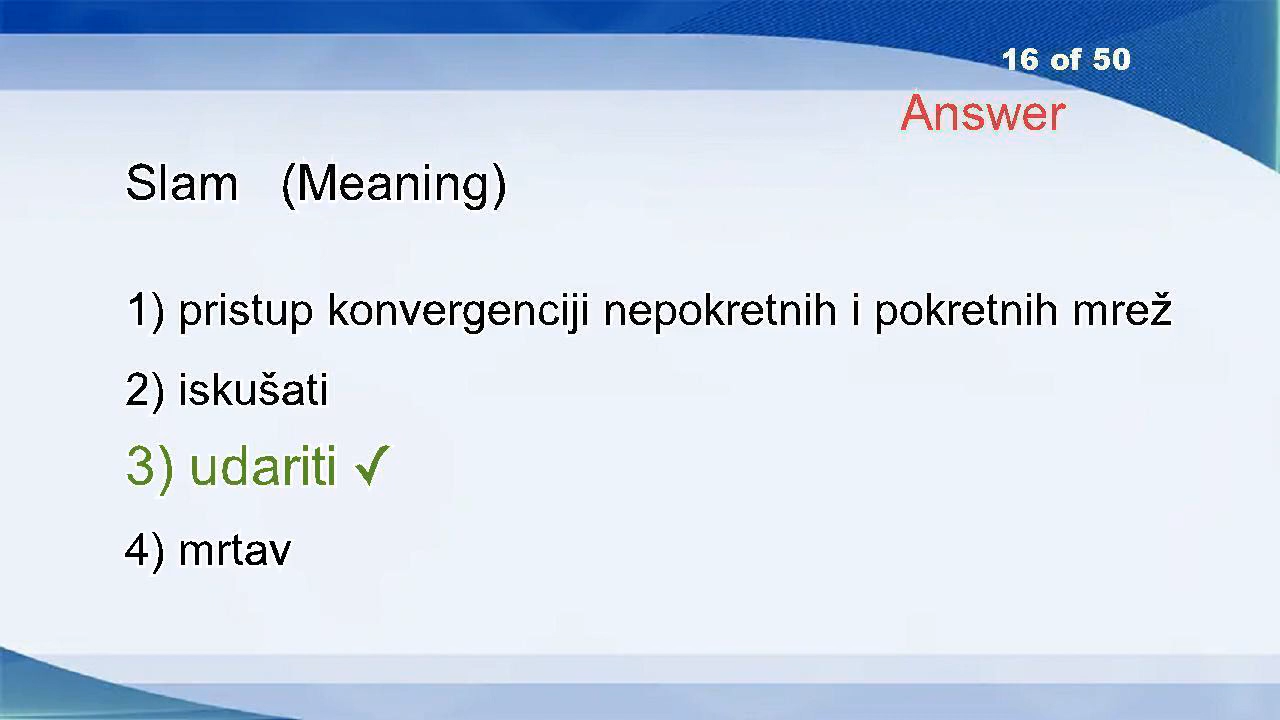 16 of 50
Answer
Slam (Meaning)
1) pristup konvergenciji nepokretnih i pokretnih mrež
2) iskušati
3) udariti ✓
4) mrtav